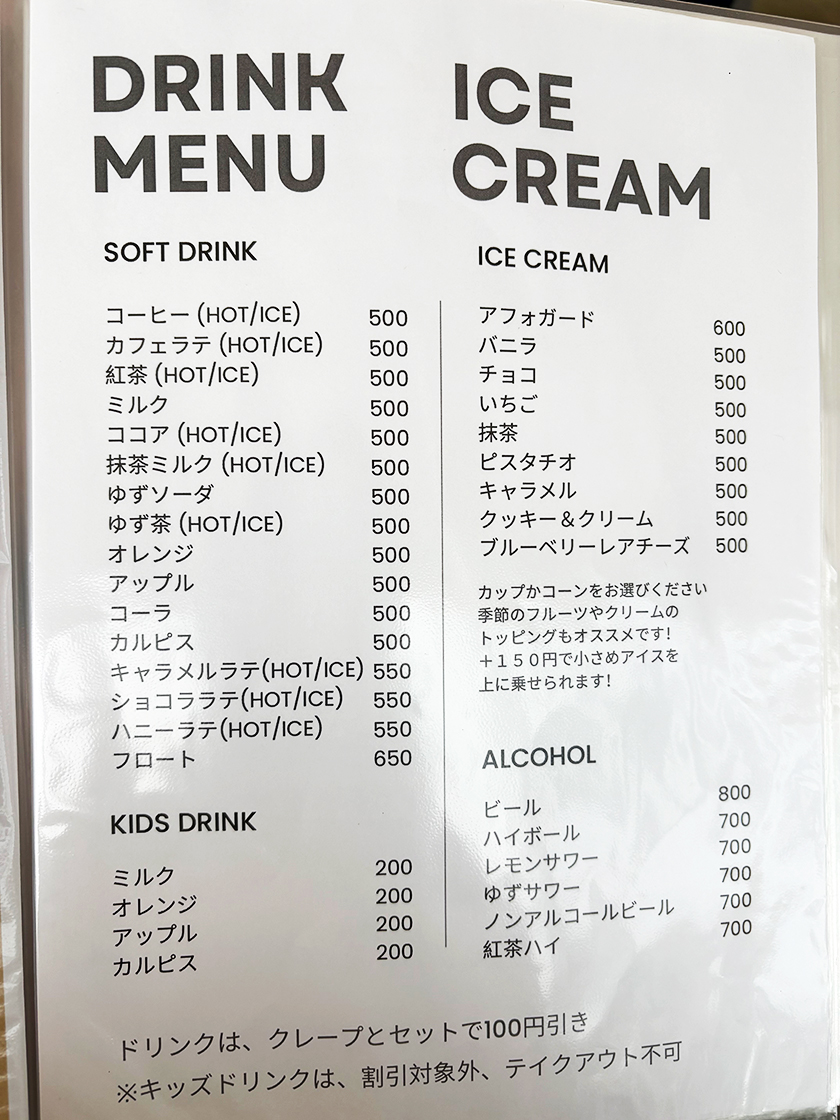 DRINK
MENU
SOFT DRINK
コーヒー (HOT/ICE) 500
カフェラテ (HOT/ICE) 500
紅茶 (HOT/ICE) 500
ミルク 500
ココア (HOT/ICE) 500
抹茶ミルク (HOT/ICE) 500
ゆずソーダ 500
ゆず茶 (HOT/ICE) 500
オレンジ 500
アップル 500
コーラ 500
カルピス 500
キャラメルラテ(HOT/ICE) 550
ショコララテ(HOT/ICE) 550
ハニーラテ(HOT/ICE) 550
フロート 650
KIDS DRINK
ミルク 200
オレンジ 200
アップル 200
カルピス 200
ICE
CREAM
ICE CREAM
アフォガード 600
バニラ 500
チョコ 500
いちご 500
抹茶 500
ピスタチオ 500
キャラメル 500
クッキー＆クリーム 500
ブルーベリーレアチーズ 500
カップかコーンをお選びください
季節のフルーツやクリームの
トッピングもオススメです！
＋１５０円で小さめアイスを
上に乗せられます！
ALCOHOL
ビール 800
ハイボール 700
レモンサワー 700
ゆずサワー 700
ノンアルコールビール 700
紅茶ハイ 700
ドリンクは、クレープとセットで100円引き
※キッズドリンクは、割引対象外、テイクアウト不可